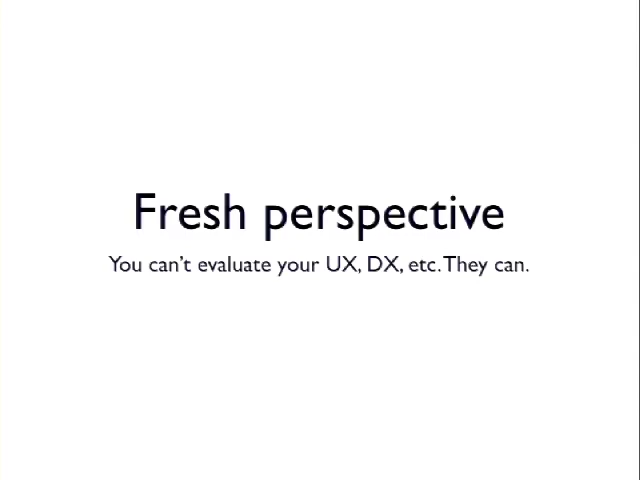 Fresh perspective
You can’t evaluate your UX, DX, etc. They can.